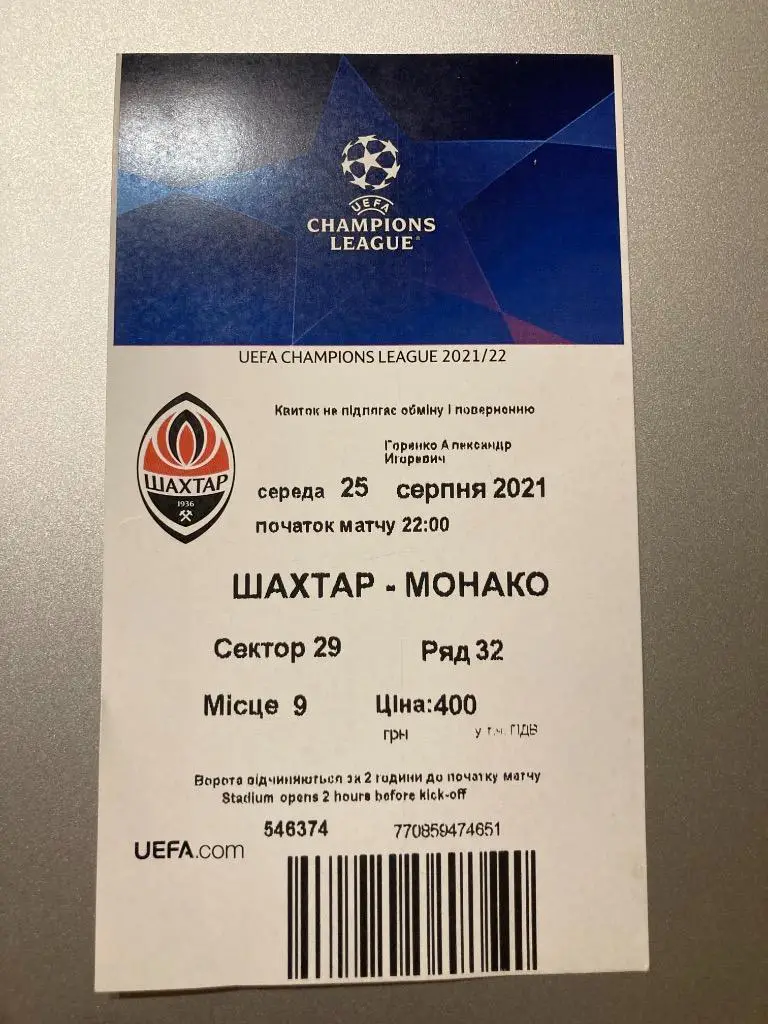 UEFA
CHAMPIONS
LEAGUE
UEFA CHAMPIONS LEAGUE 2021/22
Квиток не підлягає обміну і поверненню
Александр
Игоревич
ШАХТАР
1936
середа 25 серпня 2021
початок матчу 22:00
ШАХТАР - МОНАКО
Сектор 29 Ряд 32
Місце 9 Ціна:400
грн у т.ч. ПДВ
Ворота відчиняються за 2 години до початку матчу
Stadium opens 2 hours before kick-off
546374 770859474651
UEFA.com